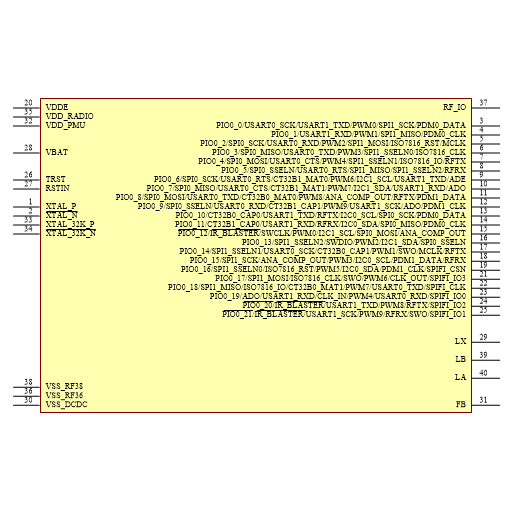 20 VDDE
35 VDD_RADIO
32 VDD_PMU
28 VBAT
26 TRST
27 RSTIN
1 XTAL_P
2 XTAL_N
33 XTAL_32K_P
34 XTAL_32K_N
38 VSS_RF38
36 VSS_RF36
30 VSS_DCDC
RF_IO 37
PIO0_0/USART0_SCK/USART1_TXD/PWM0/SPI1_SCK/PDM0_DATA 3
PIO0_1/USART1_RXD/PWM1/SPI1_MISO/PDM0_CLK 4
PIO0_2/SPI0_SCK/USART0_RXD/PWM2/SPI1_MOSI/ISO7816_RST/MCLK 5
PIO0_3/SPI0_MISO/USART0_TXD/PWM3/SPI1_SSELN0/ISO7816_CLK 6
PIO0_4/SPI0_MOSI/USART0_CTS/PWM4/SPI1_SSELN1/ISO7816_IO/RFTX 7
PIO0_5/SPI0_SSELN/USART0_RTS/SPI1_MISO/SPI1_SSELN2/RFRX 8
PIO0_6/SPI0_SCK/USART0_RTS/CT32B1_MAT0/PWM6/I2C1_SCL/USART1_TXD/ADE 9
PIO0_7/SPI0_MISO/USART0_CTS/CT32B1_MAT1/PWM7/I2C1_SDA/USART1_RXD/ADO 10
PIO0_8/SPI0_MOSI/USART0_TXD/CT32B0_MAT0/PWM8/ANA_COMP_OUT/RFTX/PDM1_DATA 11
PIO0_9/SPI0_SSELN/USART0_RXD/CT32B1_CAP1/PWM9/USART1_SCK/ADO/PDM1_CLK 12
PIO0_10/CT32B0_CAP0/USART1_TXD/RFTX/I2C0_SCL/SPI0_SCK/PDM0_DATA 13
PIO0_11/CT32B1_CAP0/USART1_RXD/RFRX/I2C0_SDA/SPI0_MISO/PDM0_CLK 14
PIO0_12/IR_BLASTER/SWCLK/PWM0/I2C1_SCL/SPI0_MOSI/ANA_COMP_OUT 15
PIO0_13/SPI1_SSELN2/SWDIO/PWM2/I2C1_SDA/SPI0_SSELN 16
PIO0_14/SPI1_SSELN1/CT32B0_CAP1/PWM1/SWO/MCLK/RFTX 17
PIO0_15/SPI1_SCK/ANA_COMP_OUT/PWM3/I2C0_SCL/PDM1_DATA/RFRX 18
PIO0_16/SPI1_SSELN0/ISO7816_RST/PWM5/I2C0_SDA/PDM1_CLK/SPIFI_CSN 19
PIO0_17/SPI1_MOSI/ISO7816_CLK/SWO/PWM6/CLK_OUT/SPIFI_IO3 21
PIO0_18/SPI1_MISO/ISO7816_IO/CT32B0_MAT1/PWM7/USART0_TXD/SPIFI_CLK 22
PIO0_19/ADO/USART1_RXD/CLK_IN/PWM4/USART0_RXD/SPIFI_IO0 23
PIO0_20/IR_BLASTER/USART1_TXD/PWM8/RFTX/SPIFI_IO2 24
PIO0_21/IR_BLASTER/USART1_SCK/PWM9/RFRX/SWO/SPIFI_IO1 25
LX 29
LB 39
LA 40
FB 31